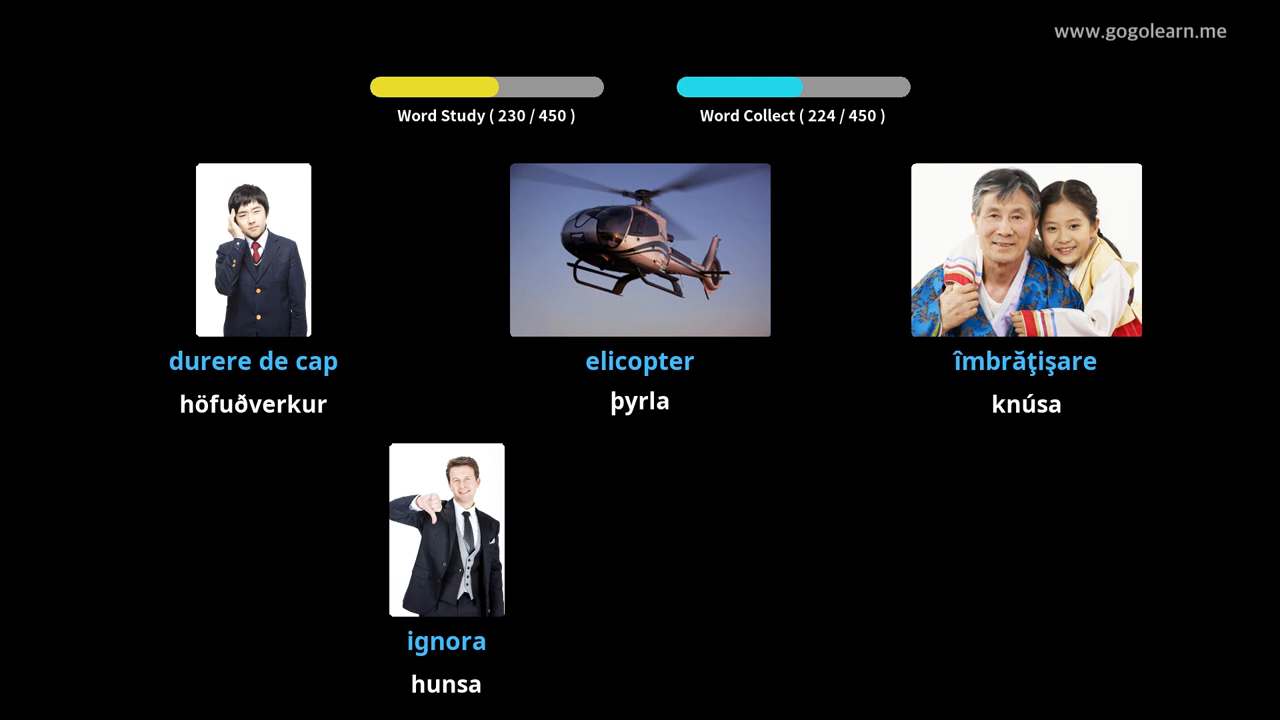 www.gogolearn.me
Word Study ( 230 / 450 )
Word Collect ( 224 / 450 )
durere de cap
elicopter
îmbrăţişare
höfuðverkur
þyrla
knúsa
ignora
hunsa